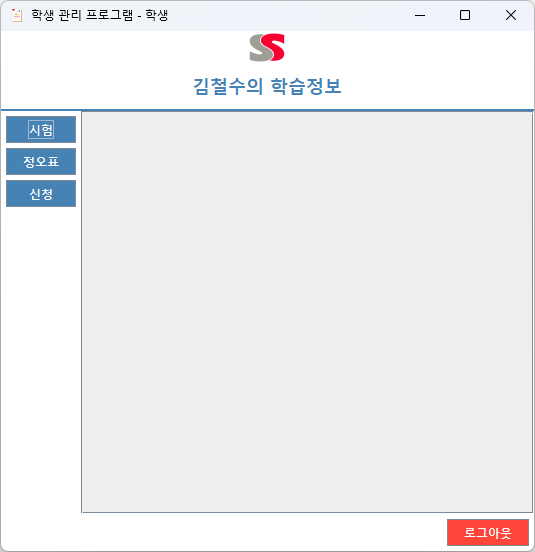 학생 관리 프로그램 - 학생
SS
김철수의 학습정보
시험
정오표
신청
로그아웃